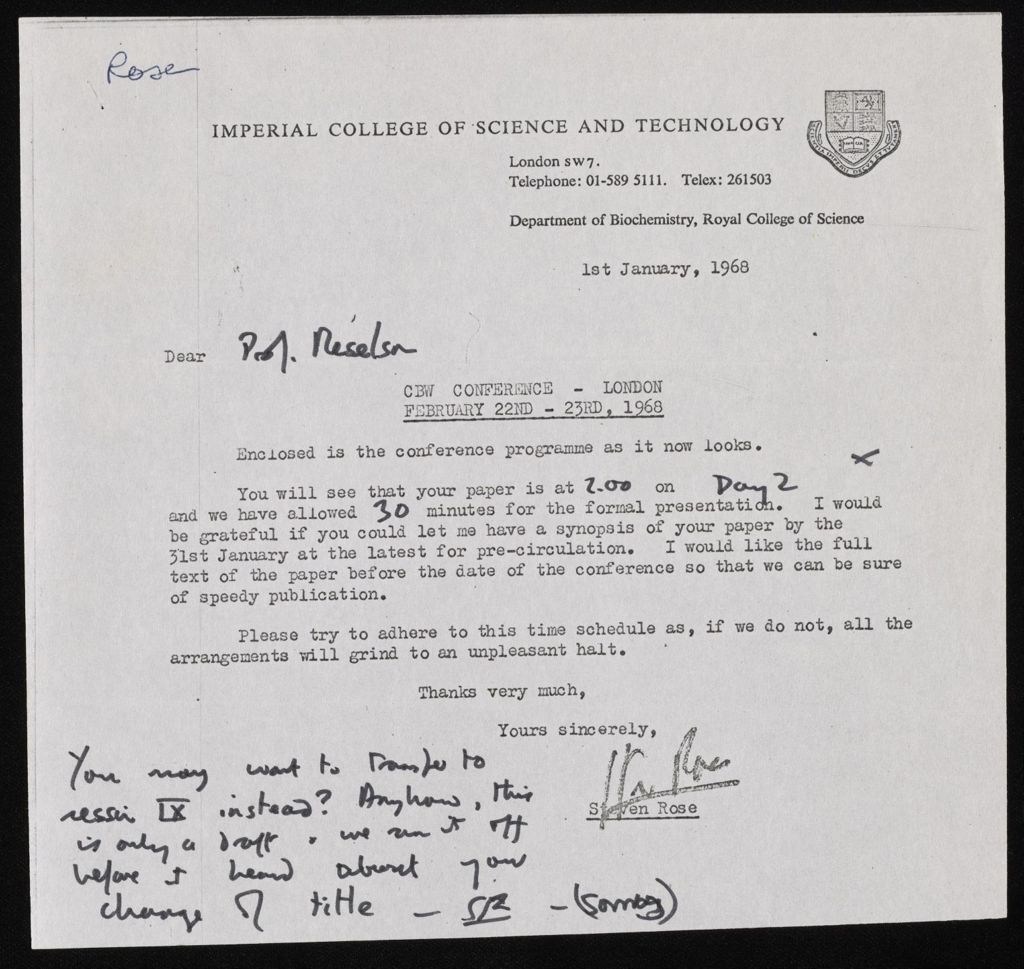 Rose
IMPERIAL COLLEGE OF SCIENCE AND TECHNOLOGY
London SW7.
Telephone: 01-589 5111. Telex: 261503
Department of Biochemistry, Royal College of Science
1st January, 1968
Dear Prof. Meselson
CBW CONFERENCE - LONDON
FEBRUARY 22ND - 23RD, 1968
Enclosed is the conference programme as it now looks.
x
You will see that your paper is at 2.00 on Day 2
and we have allowed 30 minutes for the formal presentation. I would
be grateful if you could let me have a synopsis of your paper by the
31st January at the latest for pre-circulation. I would like the full
text of the paper before the date of the conference so that we can be sure
of speedy publication.
Please try to adhere to this time schedule as, if we do not, all the
arrangements will grind to an unpleasant halt.
Thanks very much,
Yours sincerely,
Steven Rose
Steven Rose
You may want to transfer to
session IX instead? Anyhow, this
is only a draft. we ran it off
before I heard about your
change of title - SR - (sorry)